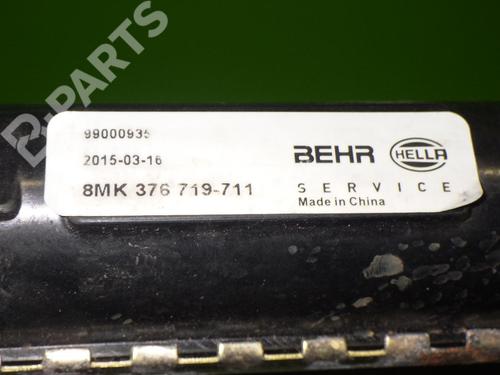 B-PARTS
99000935
2015-03-16
8MK 376 719-711
BEHR HELLA
SERVICE
Made in China